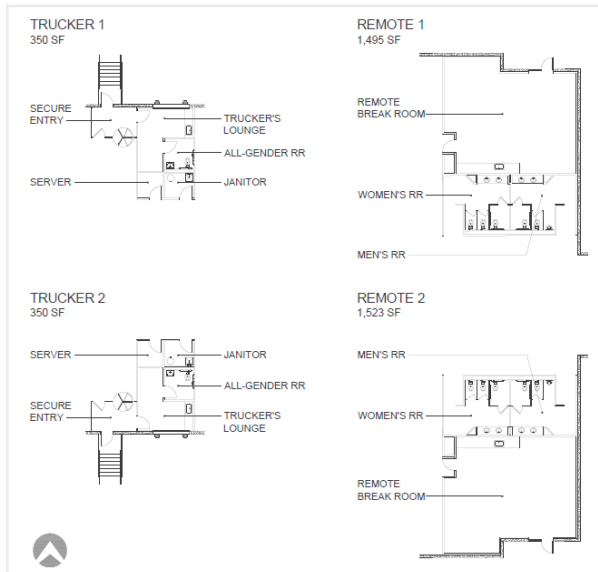 TRUCKER 1
350 SF
SECURE
ENTRY
TRUCKER'S
LOUNGE
ALL-GENDER RR
SERVER
JANITOR
REMOTE 1
1,495 SF
REMOTE
BREAK ROOM
WOMEN'S RR
MEN'S RR
TRUCKER 2
350 SF
SERVER
JANITOR
ALL-GENDER RR
SECURE
ENTRY
TRUCKER'S
LOUNGE
REMOTE 2
1,523 SF
MEN'S RR
WOMEN'S RR
REMOTE
BREAK ROOM